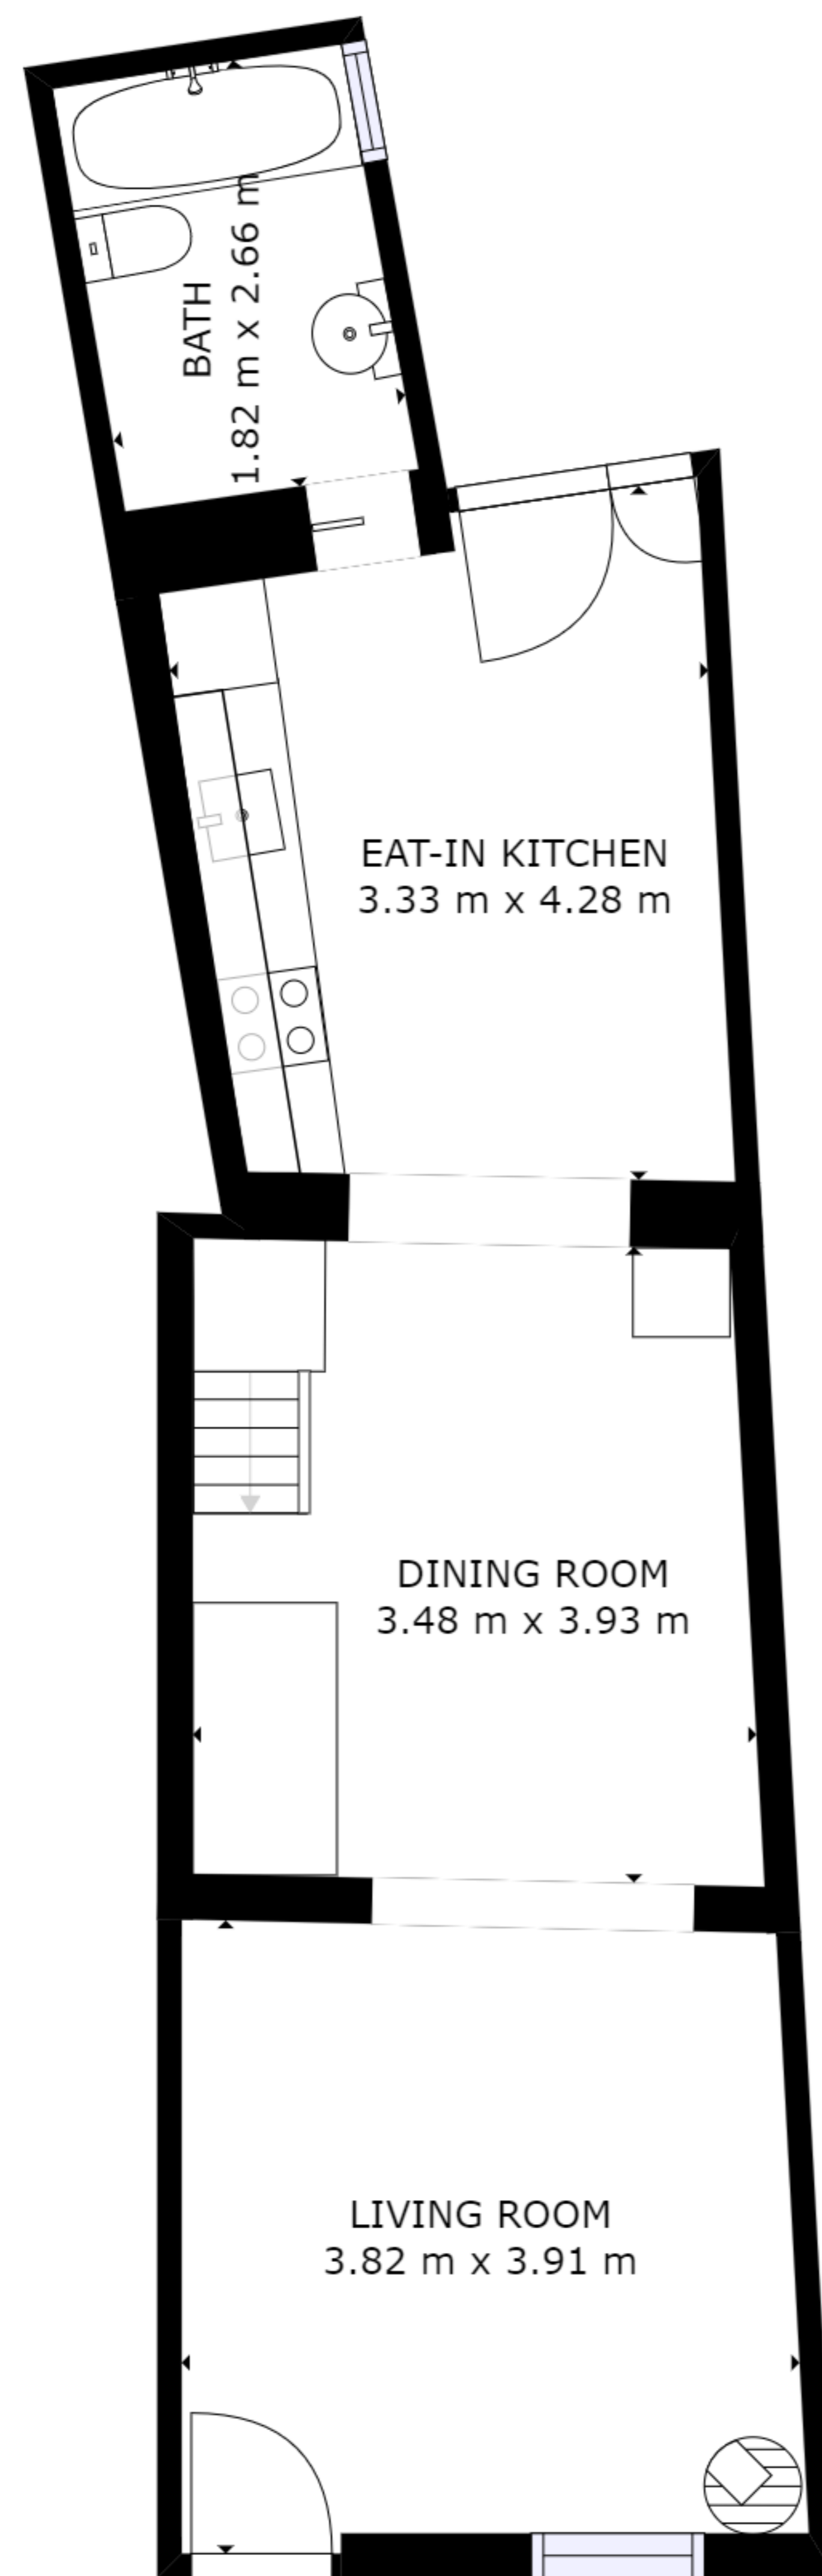 BATH
1.82 m x 2.66 m
EAT-IN KITCHEN
3.33 m x 4.28 m
DINING ROOM
3.48 m x 3.93 m
LIVING ROOM
3.82 m x 3.91 m